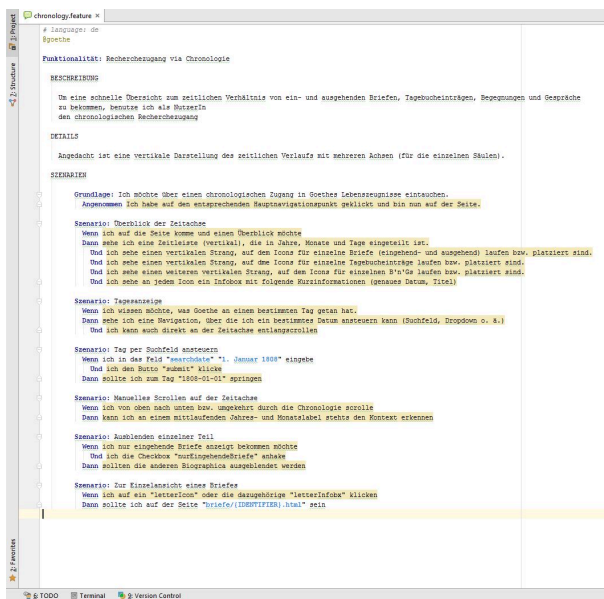 chronology.feature ×
1: Project
# language: de
@goethe
Funktionalität: Recherchezugang via Chronologie
BESCHREIBUNG
Um eine schnelle Übersicht zum zeitlichen Verhältnis von ein- und ausgehenden Briefen, Tagebucheinträgen, Begegnungen und Gespräche
zu bekommen, benutze ich als NutzerIn
den chronologischen Recherchezugang
7: Structure
DETAILS
Angedacht ist eine vertikale Darstellung des zeitlichen Verlaufs mit mehreren Achsen (für die einzelnen Säulen).
SZENARIEN
Grundlage: Ich möchte über einen chronologischen Zugang in Goethes Lebenszeugnisse eintauchen.
Angenommen Ich habe auf den entsprechenden Hauptnavigationspunkt geklickt und bin nun auf der Seite.
Szenario: Überblick der Zeitachse
Wenn ich auf die Seite komme und einen Überblick möchte
Dann sehe ich eine Zeitleiste (vertikal), die in Jahre, Monate und Tage eingeteilt ist.
Und ich sehe einen vertikalen Strang, auf dem Icons für einzelne Briefe (eingehend- und ausgehend) laufen bzw. platziert sind.
Und ich sehe einen vertikalen Strang, auf dme Icons für einzelne Tagebucheinträge laufen bzw. platziert sind.
Und ich sehe einen weiteren vertikalen Strang, auf dem Icons für einzelnen B'n'Gs laufen bzw. platziert sind.
Und ich sehe an jedem Icon ein Infobox mit folgende Kurzinformationen (genaues Datum, Titel)
Szenario: Tagesanzeige
Wenn ich wissen möchte, was Goethe an einem bestimmten Tag getan hat.
Dann sehe ich eine Navigation, über die ich ein bestimmtes Datum ansteuern kann (Suchfeld, Dropdown o. ä.)
Und ich kann auch direkt an der Zeitachse entlangscrollen
Szenario: Tag per Suchfeld ansteuern
Wenn ich in das Feld "searchdate" "1. Januar 1808" eingebe
Und ich den Butto "submit" klicke
Dann sollte ich zum Tag "1808-01-01" springen
Szenario: Manuelles Scrollen auf der Zeitachse
Wenn ich von oben nach unten bzw. umgekehrt durch die Chronologie scrolle
Dann kann ich an einem mittlaufenden Jahres- und Monatslabel stehts den Kontext erkennen
Szenario: Ausblenden einzelner Teil
Wenn ich nur eingehende Briefe anzeigt bekommen möchte
Und ich die Checkbox "nurEingehendeBriefe" anhake
Dann sollten die anderen Biographica ausgeblendet werden
Szenario: Zur Einzelansicht eines Briefes
Wenn ich auf ein "letterIcon" oder die dazugehörige "letterInfobx" klicken
Dann sollte ich auf der Seite "briefe/{IDENTIFIER}.html" sein
2: Favorites
6: TODO Terminal 9: Version Control